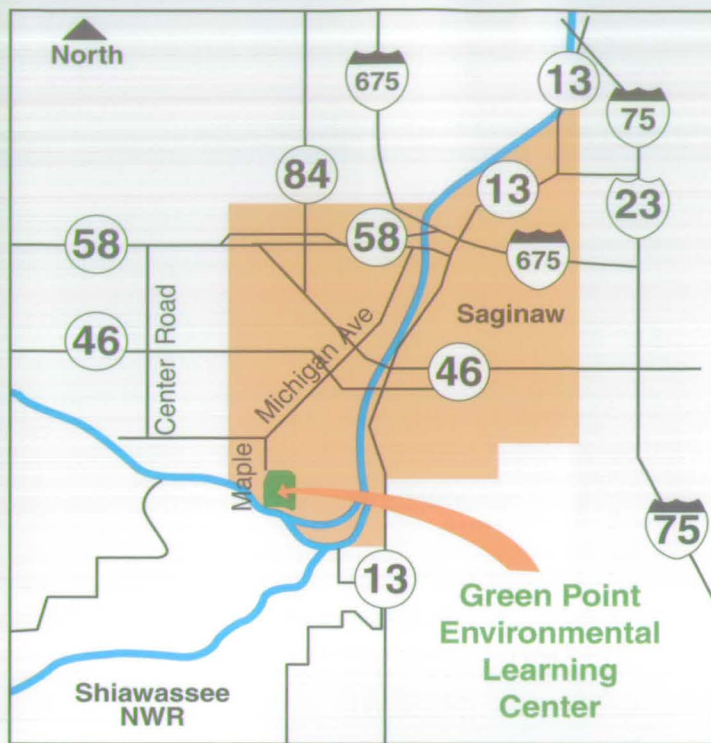 North
675
13
75
84
13
23
58
58
675
Saginaw
46
Center Road
Michigan Ave
46
Maple
75
13
Green Point
Environmental
Learning
Center
Shiawassee
NWR